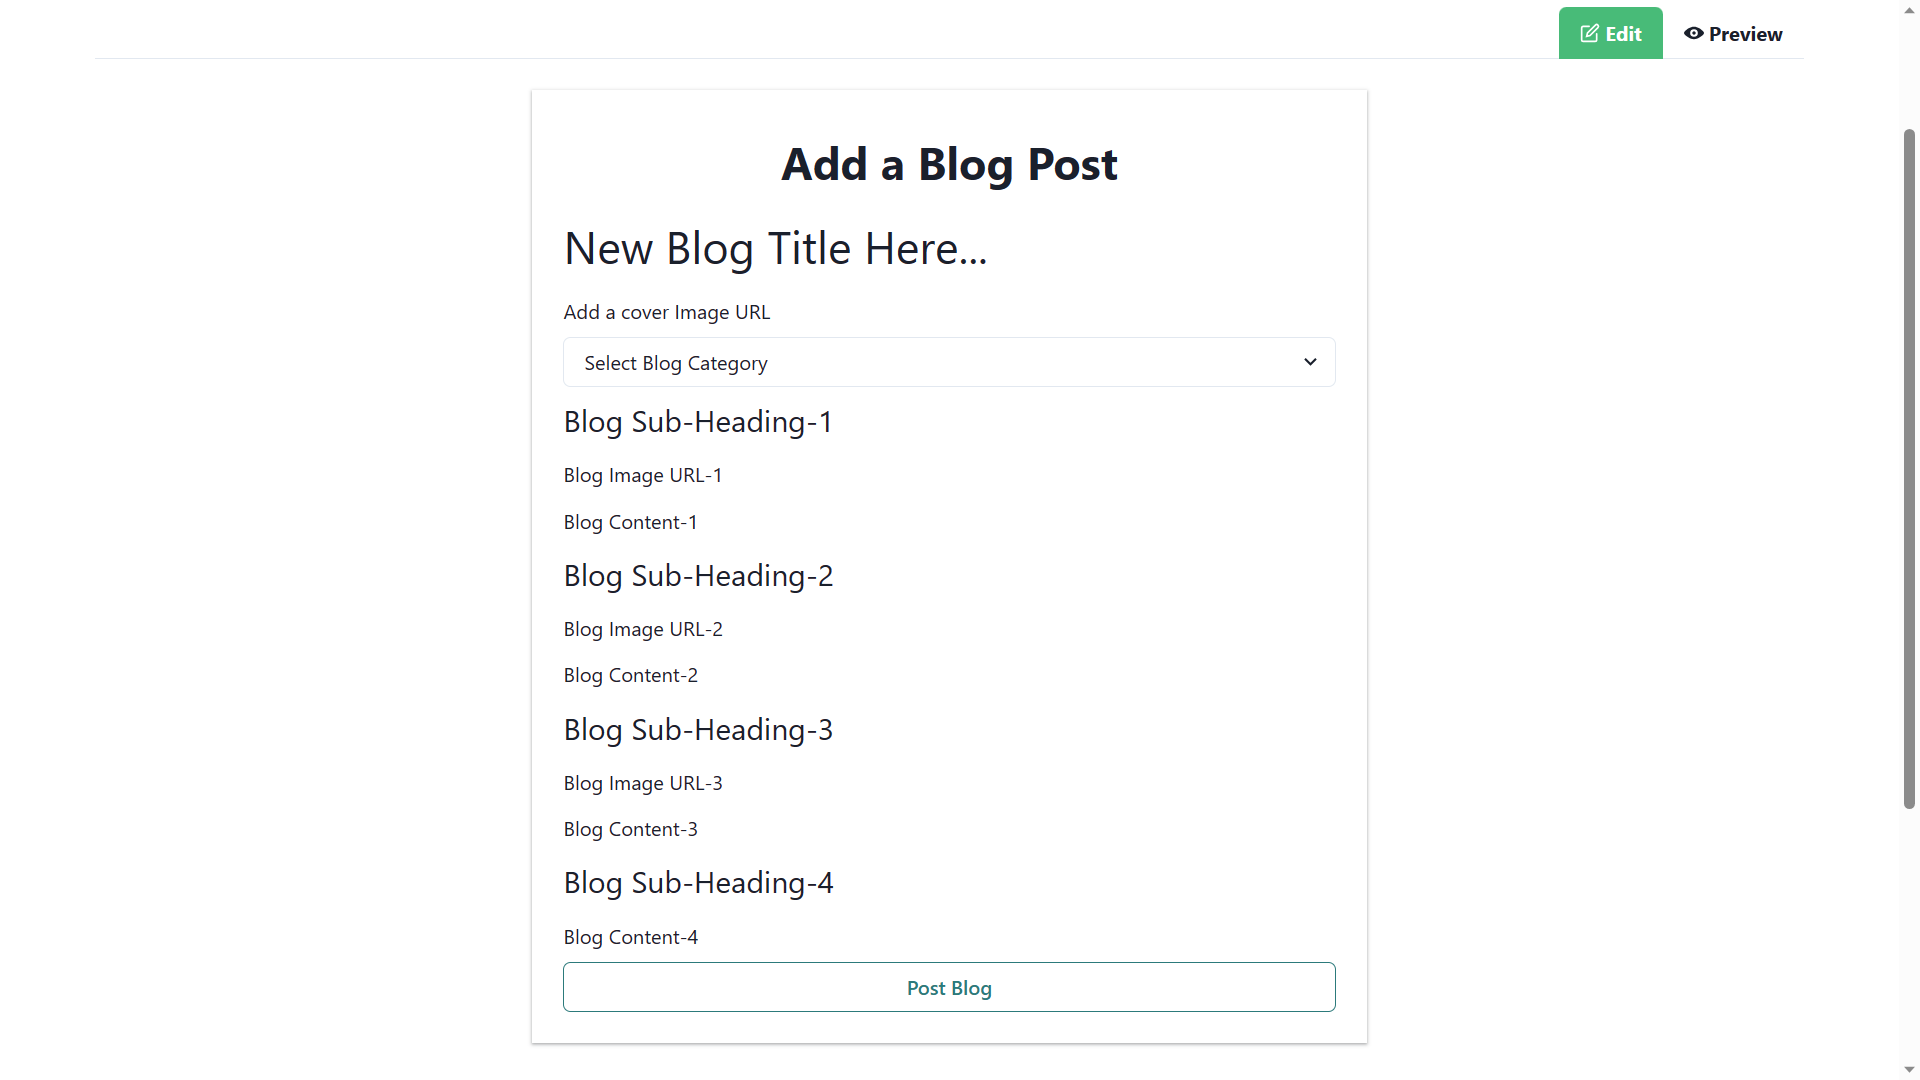 Edit
Preview
Add a Blog Post
New Blog Title Here...
Add a cover Image URL
Select Blog Category
Blog Sub-Heading-1
Blog Image URL-1
Blog Content-1
Blog Sub-Heading-2
Blog Image URL-2
Blog Content-2
Blog Sub-Heading-3
Blog Image URL-3
Blog Content-3
Blog Sub-Heading-4
Blog Content-4
Post Blog